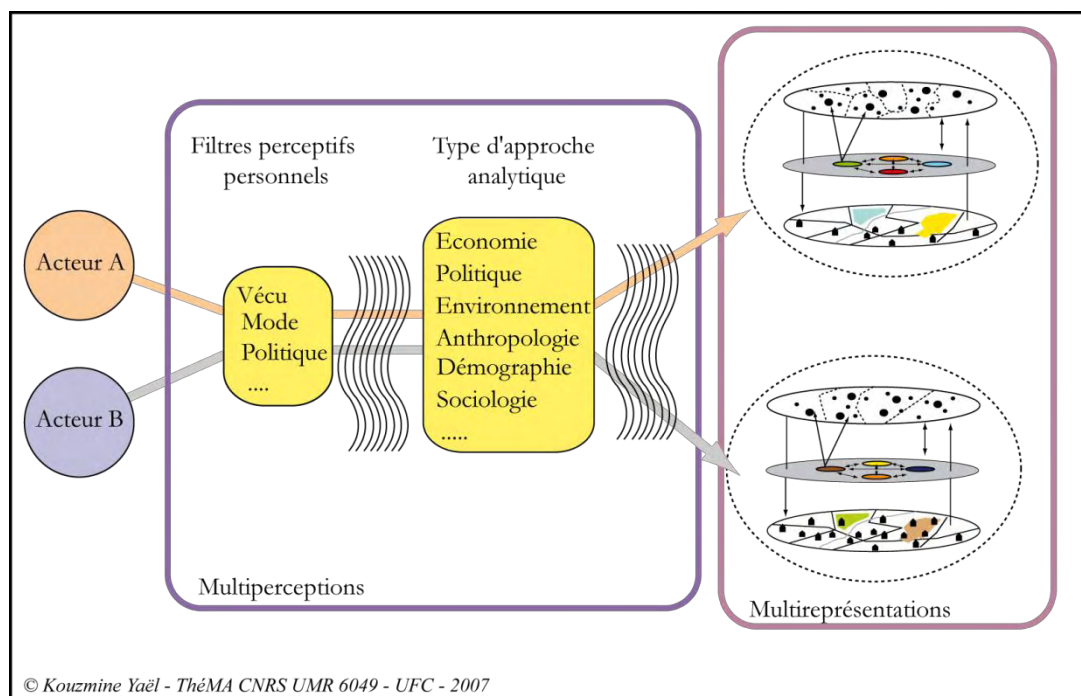 Filtres perceptifs
personnels
Type d'approche
analytique
Acteur A
Acteur B
Vécu
Mode
Politique
....
Economie
Politique
Environnement
Anthropologie
Démographie
Sociologie
.....
Multiperceptions
Multireprésentations
© Kouzmine Yaël - ThéMA CNRS UMR 6049 - UFC - 2007